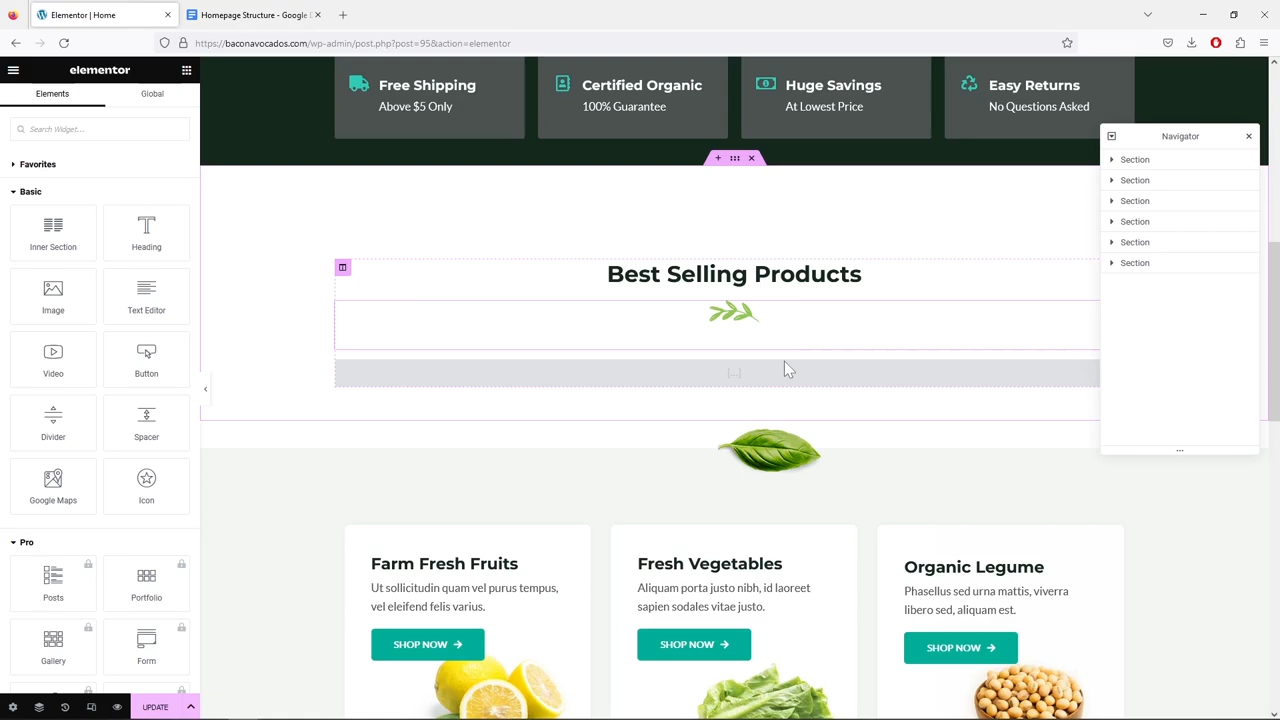 Elementor | Home
Homepage Structure - Google
https://baconavocados.com/wp-admin/post.php?post=95&action=elementor
elementor
Elements
Global
Search Widget...
Favorites
Basic
Inner Section
Heading
Image
Text Editor
Video
Button
Divider
Spacer
Google Maps
Icon
Pro
Posts
Portfolio
Gallery
Form
UPDATE
Free Shipping
Above $5 Only
Certified Organic
100% Guarantee
Huge Savings
At Lowest Price
Easy Returns
No Questions Asked
Best Selling Products
[...]
Farm Fresh Fruits
Ut sollicitudin quam vel purus tempus,
vel eleifend felis varius.
SHOP NOW
Fresh Vegetables
Aliquam porta justo nibh, id laoreet
sapien sodales vitae justo.
SHOP NOW
Organic Legume
Phasellus sed urna mattis, viverra
libero sed, aliquam est.
SHOP NOW
Navigator
Section
Section
Section
Section
Section
Section
...